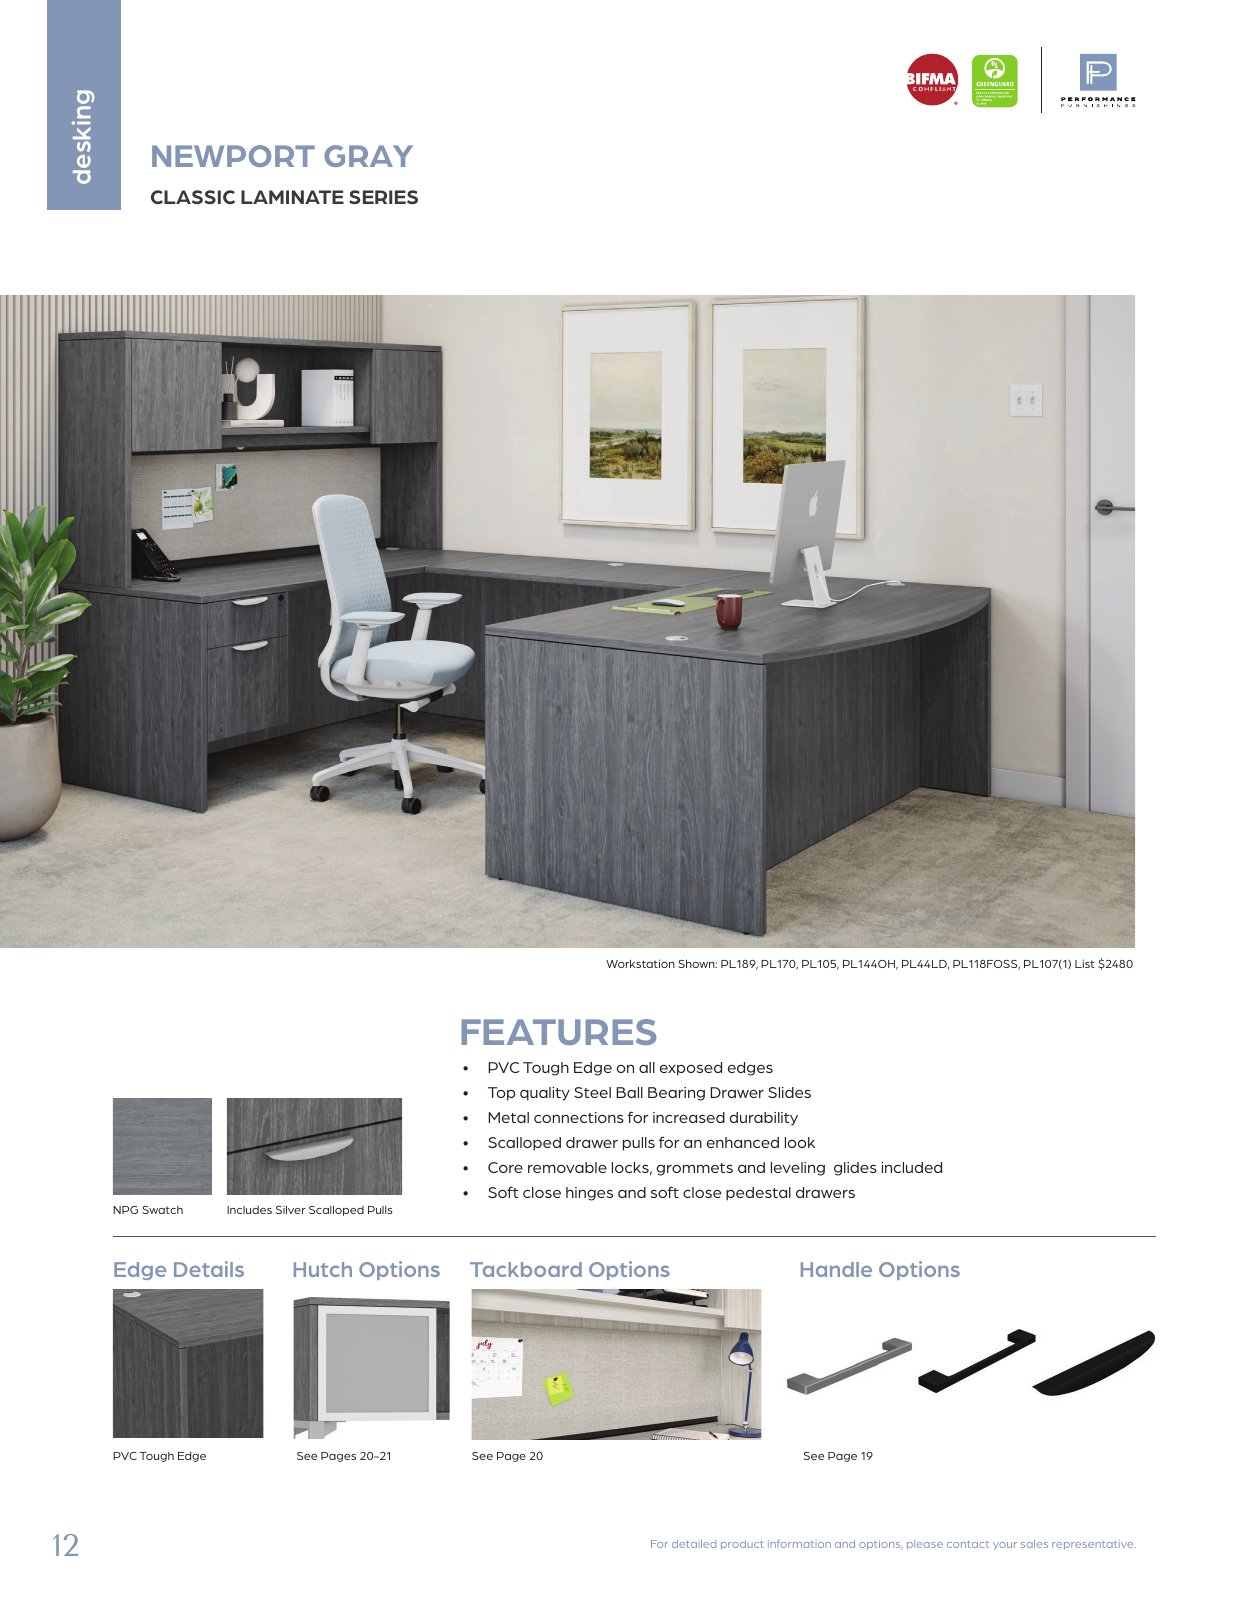 desking
BIFMA
COMPLIANT
GREENGUARD
PERFORMANCE
FURNISHINGS
NEWPORT GRAY
CLASSIC LAMINATE SERIES
Workstation Shown: PL189, PL170, PL105, PL144OH, PL44LD, PL118FOSS, PL107(1) List $2480
FEATURES
• PVC Tough Edge on all exposed edges
• Top quality Steel Ball Bearing Drawer Slides
• Metal connections for increased durability
• Scalloped drawer pulls for an enhanced look
• Core removable locks, grommets and leveling  glides included
• Soft close hinges and soft close pedestal drawers
NPG Swatch
Includes Silver Scalloped Pulls
Edge Details
Hutch Options
Tackboard Options
Handle Options
july
PVC Tough Edge
See Pages 20-21
See Page 20
See Page 19
12
For detailed product information and options, please contact your sales representative.